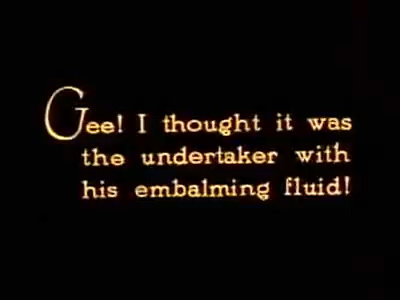 Gee! I thought it was
the undertaker with
his embalming fluid!